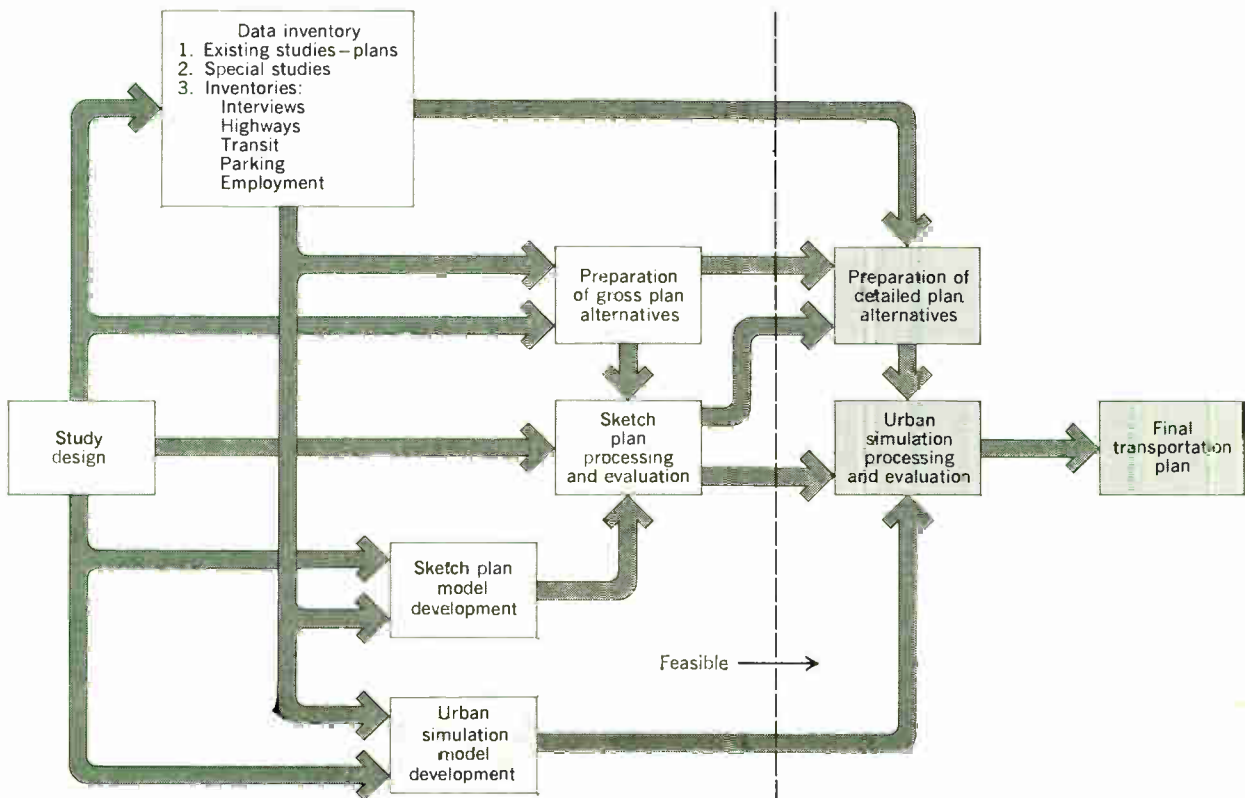 Data inventory
1. Existing studies–plans
2. Special studies
3. Inventories:
Interviews
Highways
Transit
Parking
Employment
Preparation
of gross plan
alternatives
Preparation of
detailed plan
alternatives
Study
design
Sketch
plan
processing
and evaluation
Urban
simulation
processing
and evaluation
Final
transportation
plan
Sketch plan
model
development
Feasible
Urban
simulation
model
development